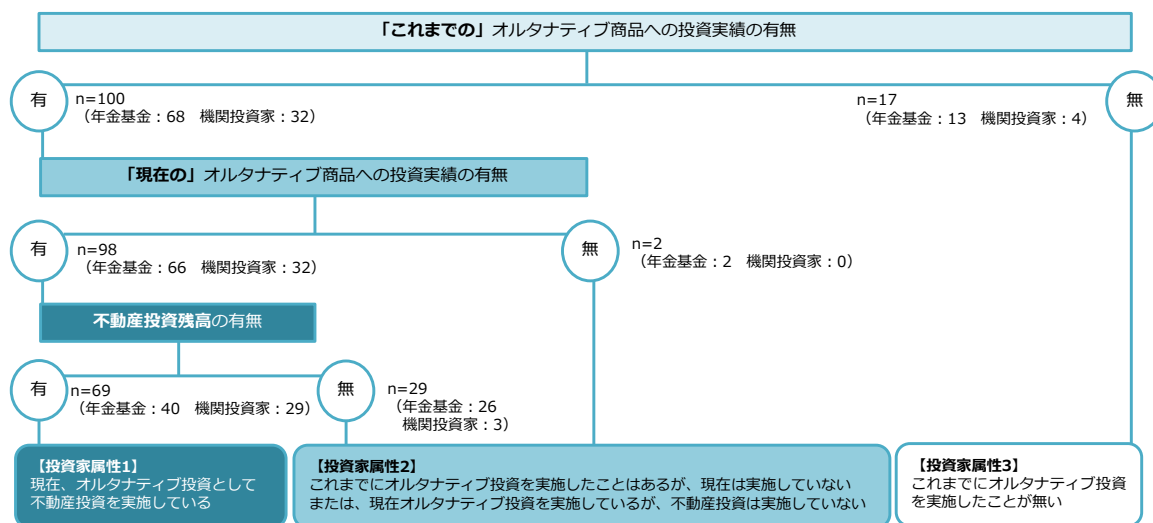 「これまでの」オルタナティブ商品への投資実績の有無
有
n=100
（年金基金：68　機関投資家：32）
n=17
（年金基金：13　機関投資家：4）
無
「現在の」オルタナティブ商品への投資実績の有無
有
n=98
（年金基金：66　機関投資家：32）
無
n=2
（年金基金：2　機関投資家：0）
不動産投資残高の有無
有
n=69
（年金基金：40　機関投資家：29）
無
n=29
（年金基金：26
機関投資家：3）
【投資家属性1】
現在、オルタナティブ投資として
不動産投資を実施している
【投資家属性2】
これまでにオルタナティブ投資を実施したことはあるが、現在は実施していない
または、現在オルタナティブ投資を実施しているが、不動産投資は実施していない
【投資家属性3】
これまでにオルタナティブ投資
を実施したことが無い